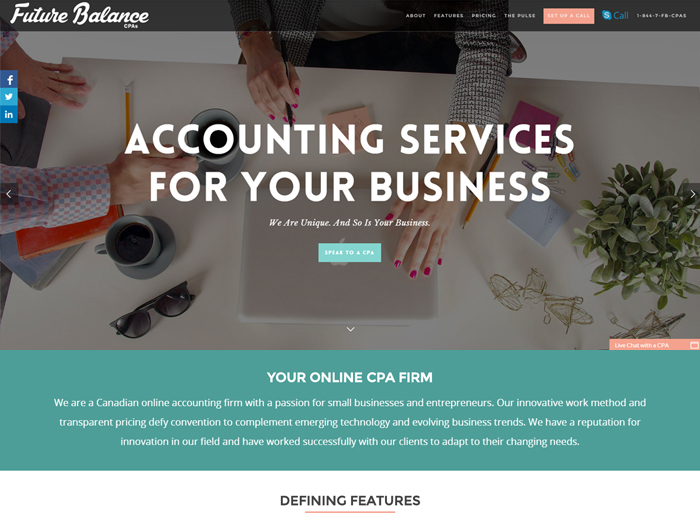 Future Balance
CPAs
ABOUT
FEATURES
PRICING
THE PULSE
SET UP A CALL
Call
1-844-7-FB-CPAS
ACCOUNTING SERVICES
FOR YOUR BUSINESS
We Are Unique. And So Is Your Business.
SPEAK TO A CPA
Live Chat with a CPA
YOUR ONLINE CPA FIRM
We are a Canadian online accounting firm with a passion for small businesses and entrepreneurs. Our innovative work method and
transparent pricing defy convention to complement emerging technology and evolving business trends. We have a reputation for
innovation in our field and have worked successfully with our clients to adapt to their changing needs.
DEFINING FEATURES